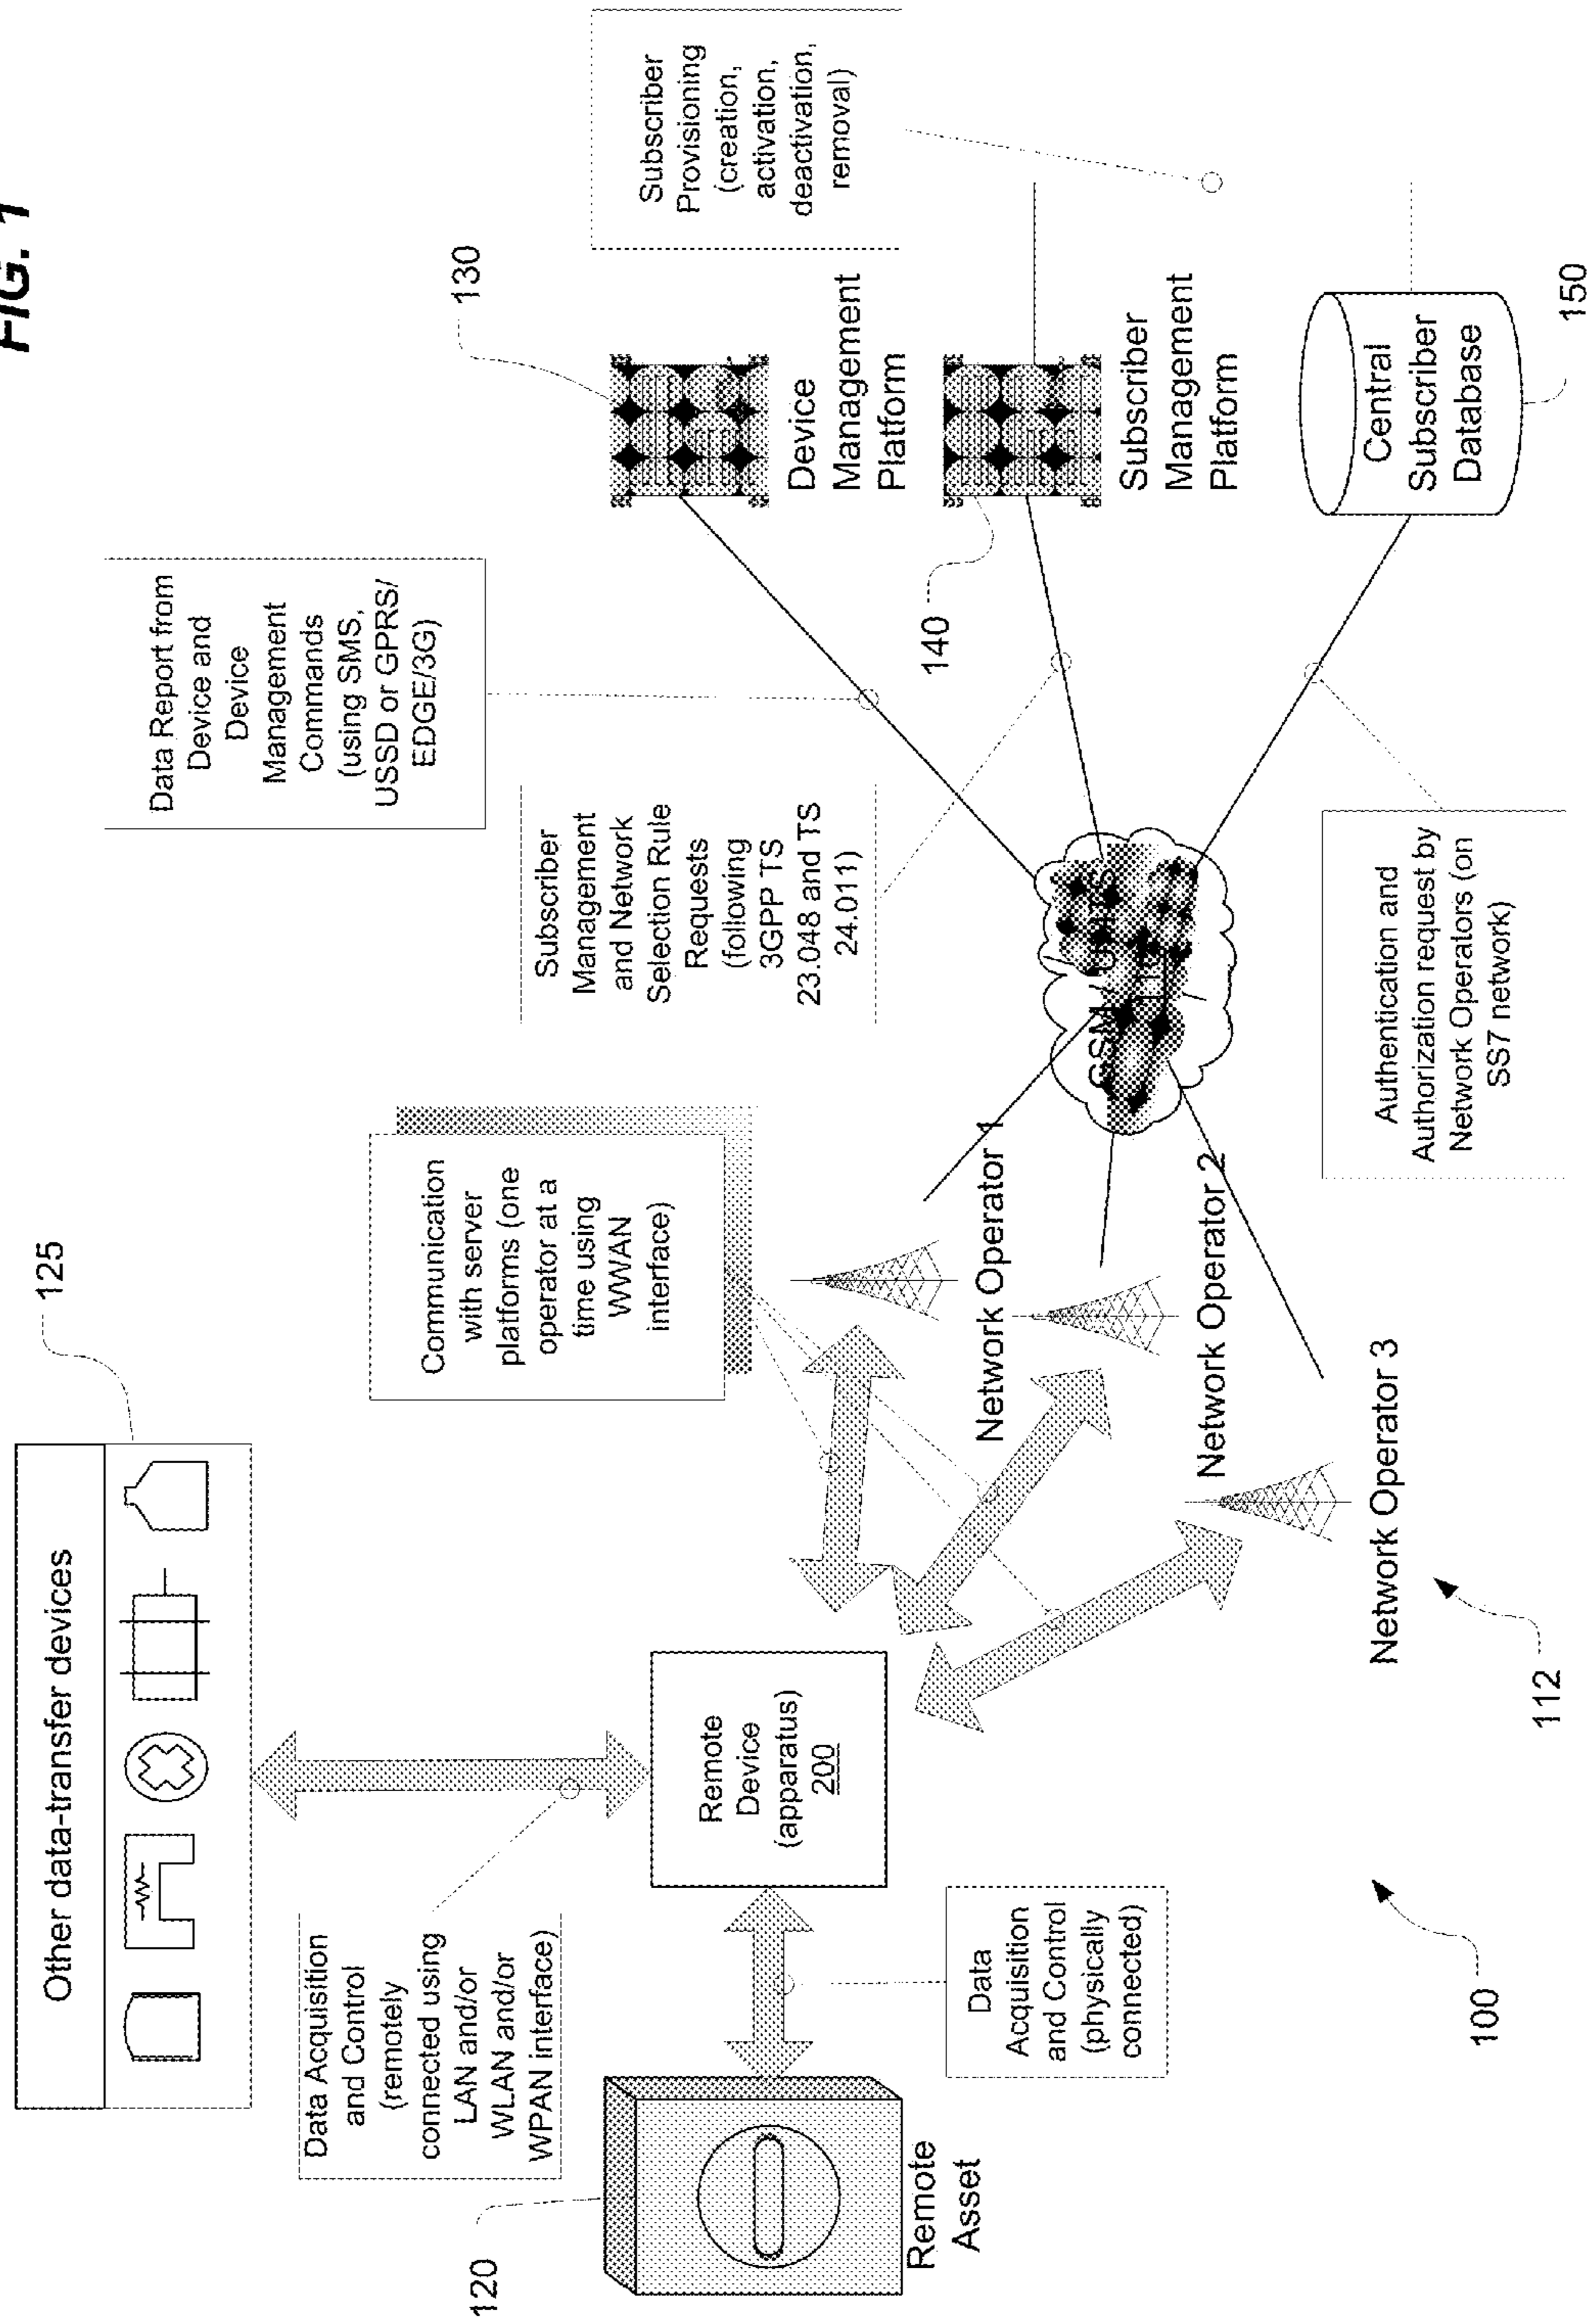 FIG. 1
Other data-transfer devices
125
Data Acquisition
and Control
(remotely
connected using
LAN and/or
WLAN and/or
WPAN interface)
120
Remote
Asset
Data
Acquisition
and Control
(physically
connected)
Remote
Device
(apparatus)
200
100
Communication
with server
platforms (one
operator at a
time using
WWAN
interface)
Network Operator 1
Network Operator 2
Network Operator 3
112
GSM / UMTS
Data Report from
Device and
Device
Management
Commands
(using SMS,
USSD or GPRS/
EDGE/3G)
Subscriber
Management
and Network
Selection Rule
Requests
(following
3GPP TS
23.048 and TS
24.011)
Authentication and
Authorization request by
Network Operators (on
SS7 network)
130
Device
Management
Platform
140
Subscriber
Management
Platform
Central
Subscriber
Database
150
Subscriber
Provisioning
(creation,
activation,
deactivation,
removal)